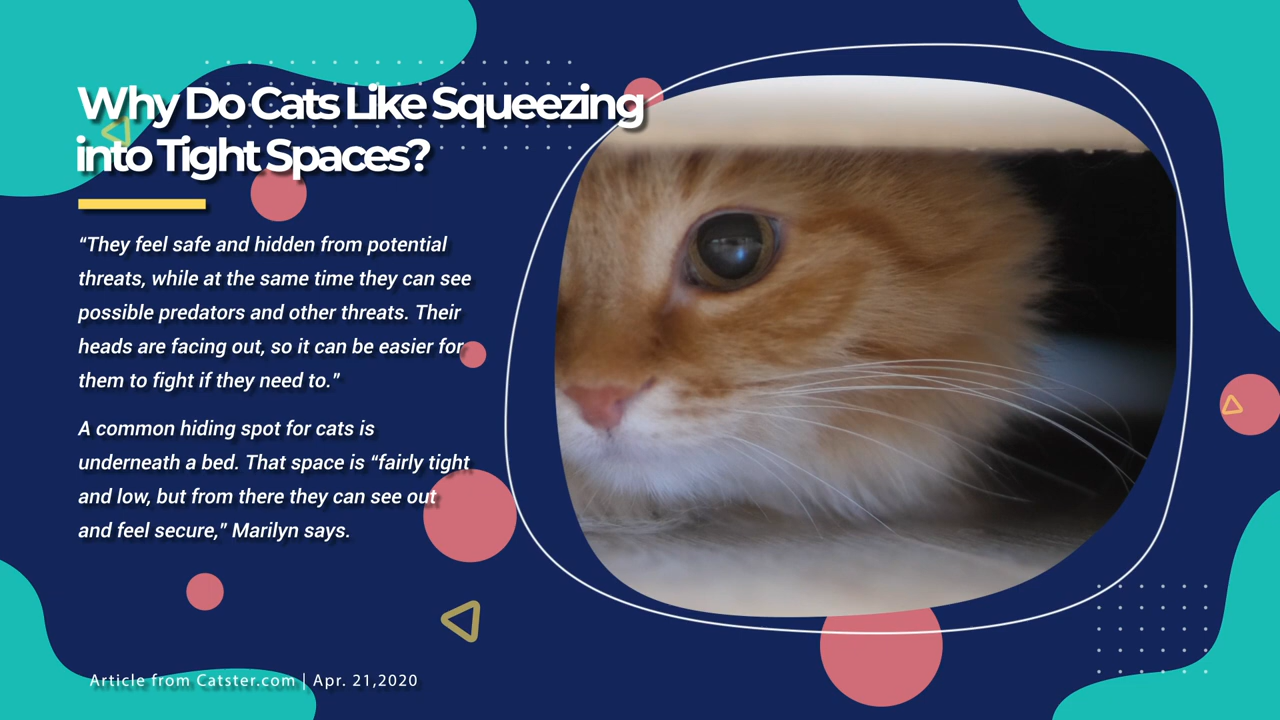 Why Do Cats Like Squeezing
into Tight Spaces?
“They feel safe and hidden from potential
threats, while at the same time they can see
possible predators and other threats. Their
heads are facing out, so it can be easier for
them to fight if they need to.”
A common hiding spot for cats is
underneath a bed. That space is “fairly tight
and low, but from there they can see out
and feel secure,” Marilyn says.
Article from Catster.com | Apr. 21,2020